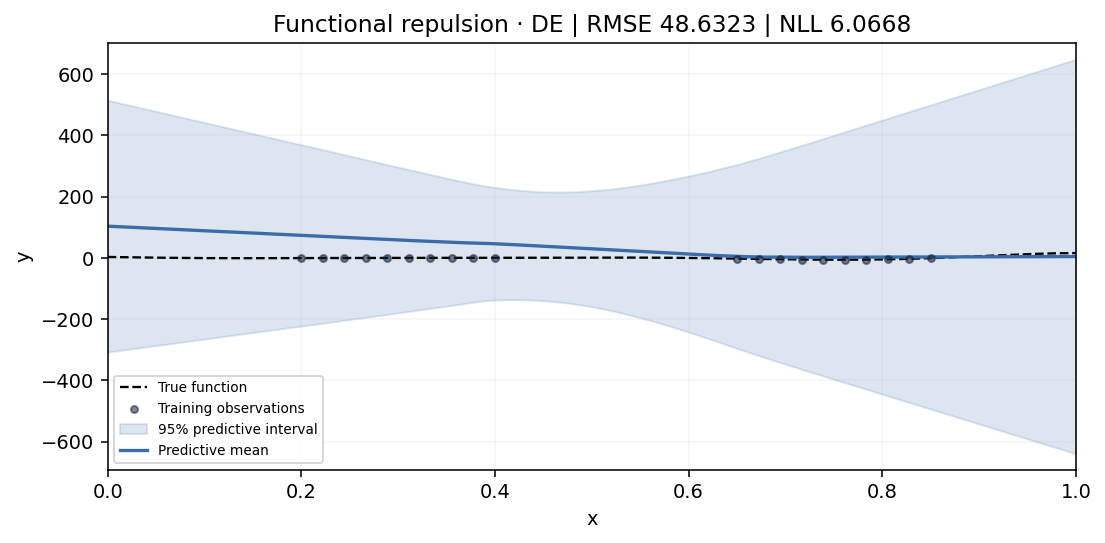 Functional repulsion · DE | RMSE 48.6323 | NLL 6.0668
y
600
400
200
0
−200
−400
−600
True function
Training observations
95% predictive interval
Predictive mean
0.0 0.2 0.4 0.6 0.8 1.0
x